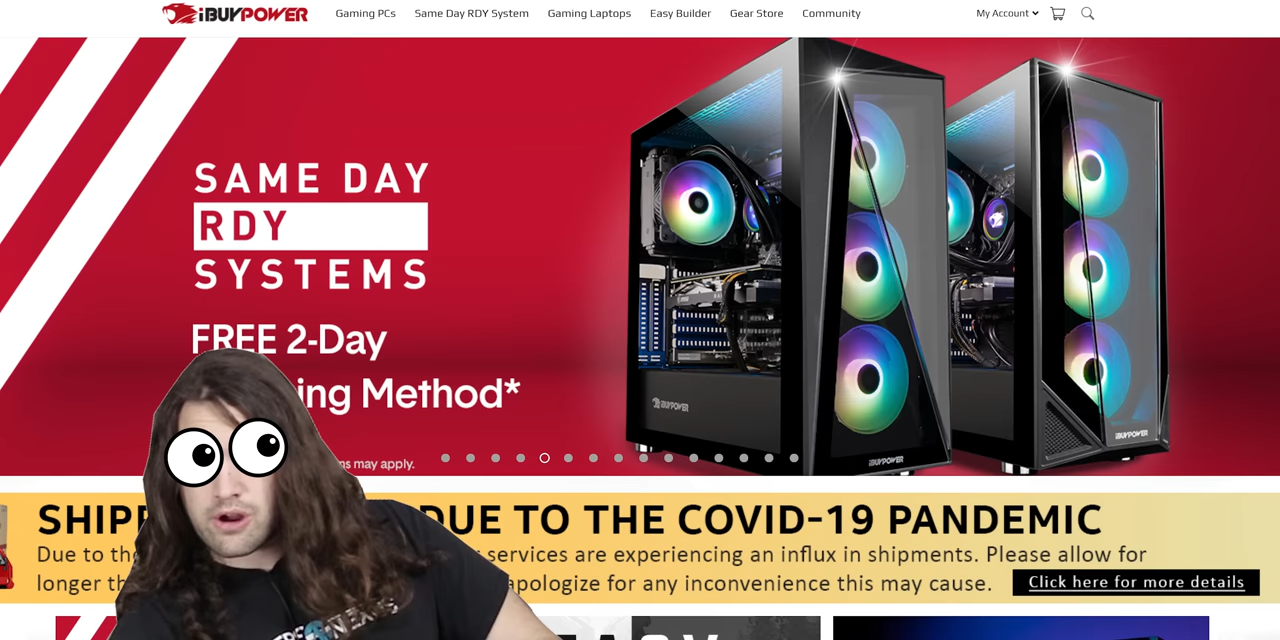 iBUYPOWER
Gaming PCs Same Day RDY System Gaming Laptops Easy Builder Gear Store Community My Account
SAME DAY
RDY
SYSTEMS
FREE 2-Day
ing Method*
ms may apply.
iBUYPOWER
iBUYPOWER
iBUYPOWER
DUE TO THE COVID-19 PANDEMIC
Due to the services are experiencing an influx in shipments. Please allow for
longer apologize for any inconvenience this may cause. Click here for more details